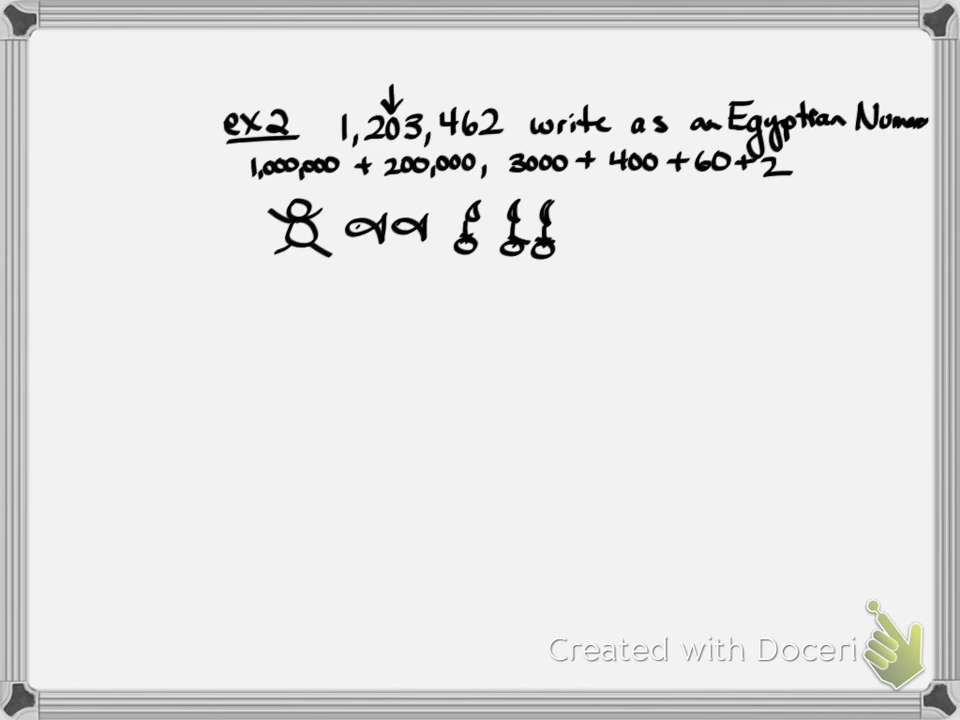 ex2 1,203,462 write as an Egyptian
1,000,000 + 200,000, 3000 + 400 + 60 + 2
Created with Doceri